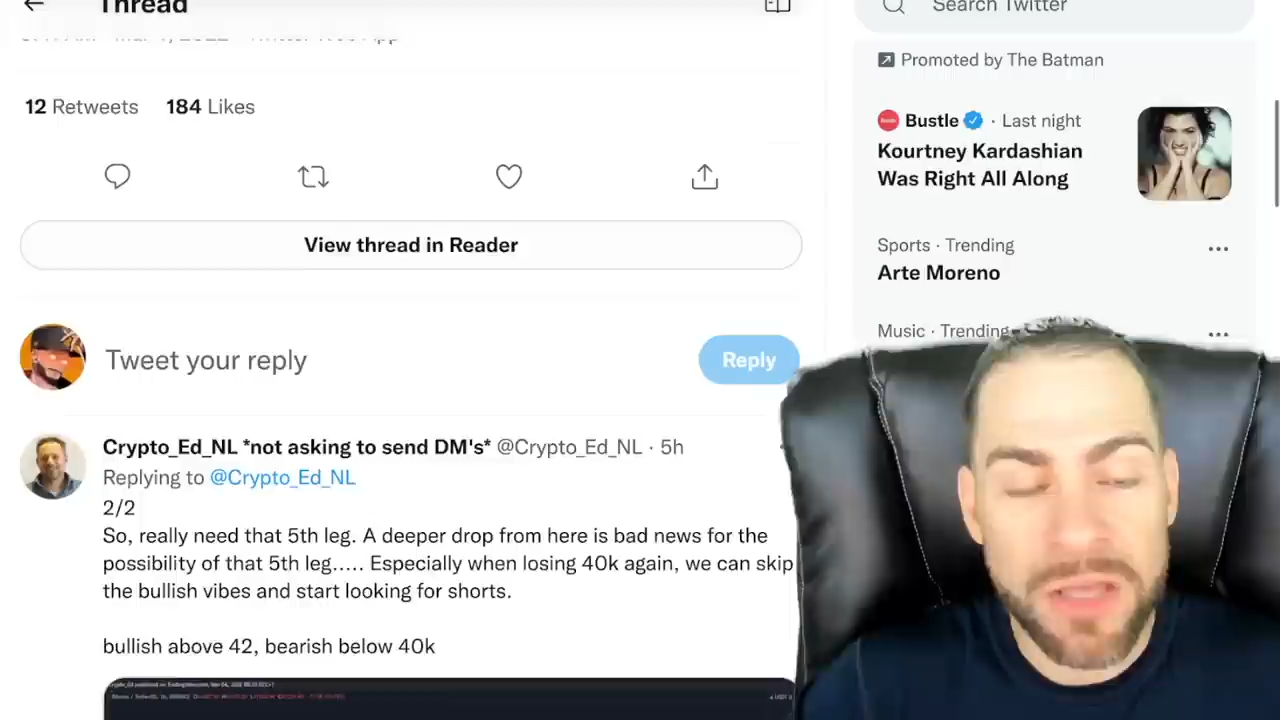 Thread
Search Twitter
Promoted by The Batman
12 Retweets 184 Likes
Bustle · Last night
Kourtney Kardashian
Was Right All Along
View thread in Reader
Sports · Trending
Arte Moreno
Music · Trending
Tweet your reply
Reply
Crypto_Ed_NL *not asking to send DM's* @Crypto_Ed_NL · 5h
Replying to @Crypto_Ed_NL
2/2
So, really need that 5th leg. A deeper drop from here is bad news for the
possibility of that 5th leg..... Especially when losing 40k again, we can skip
the bullish vibes and start looking for shorts.
bullish above 42, bearish below 40k